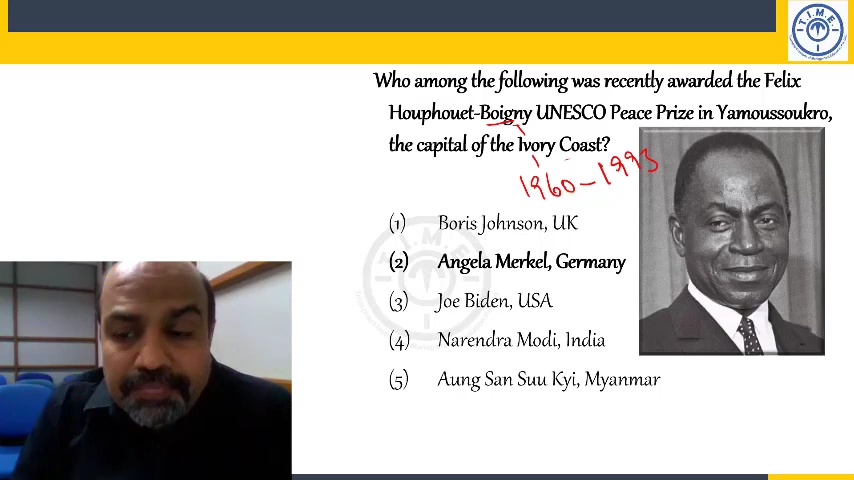 T.I.M.E.
Who among the following was recently awarded the Felix
Houphouet-Boigny UNESCO Peace Prize in Yamoussoukro,
the capital of the Ivory Coast?
1960-1993
(1) Boris Johnson, UK
(2) Angela Merkel, Germany
(3) Joe Biden, USA
(4) Narendra Modi, India
(5) Aung San Suu Kyi, Myanmar